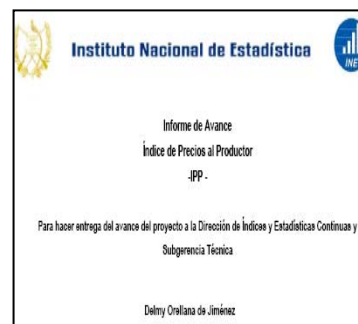 Instituto Nacional de Estadística
INE
Informe de Avance
Índice de Precios al Productor
-IPP -
Para hacer entrega del avance del proyecto a la Dirección de Índices y Estadísticas Continuas y
Subgerencia Técnica
Delmy Orellana de Jiménez